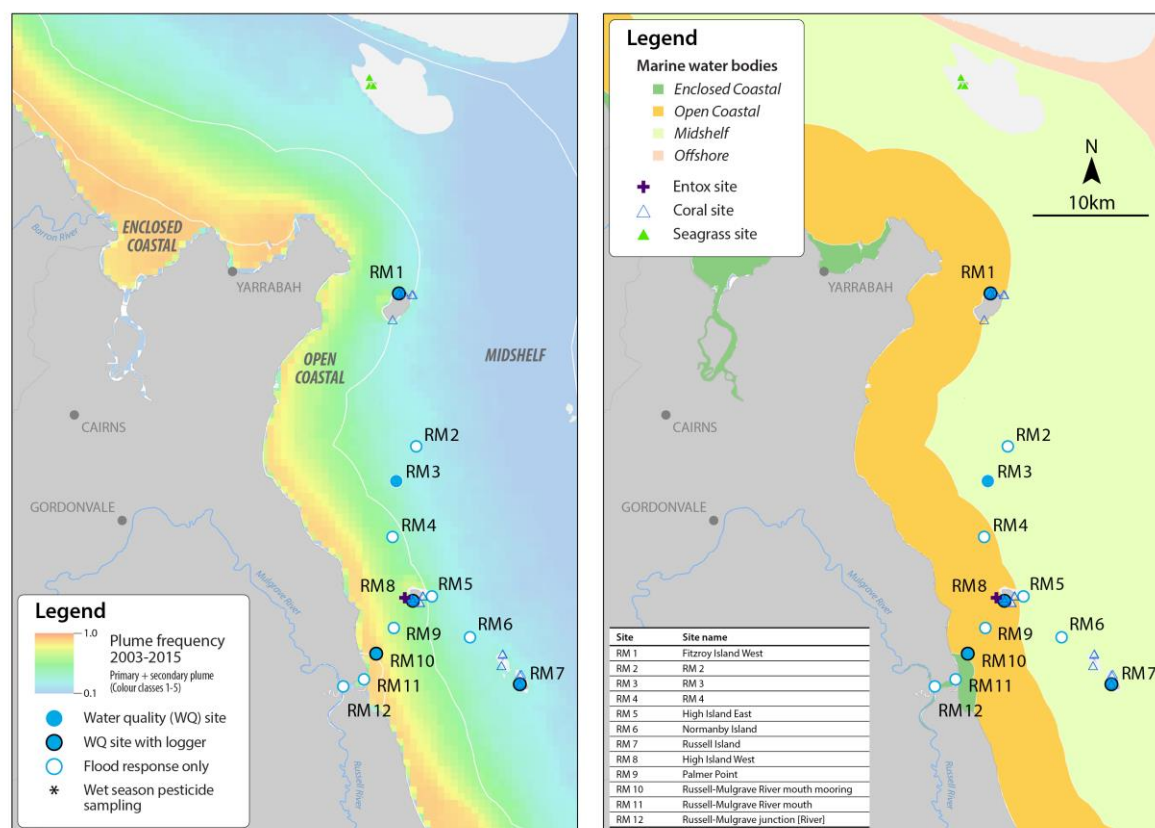 Barron River
ENCLOSED
COASTAL
YARRABAH
RM1
OPEN
COASTAL
MIDSHELF
CAIRNS
RM2
RM3
GORDONVALE
RM4
Mulgrave River
RM8
RM5
RM9
RM6
RM10
RM7
RM11
RM12
Russell River
Legend
1.0
0.1
Plume frequency
2003-2015
Primary + secondary plume
(Colour classes 1-5)
Water quality (WQ) site
WQ site with logger
Flood response only
* Wet season pesticide
sampling
Legend
Marine water bodies
Enclosed Coastal
Open Coastal
Midshelf
Offshore
Entox site
Coral site
Seagrass site
N
10km
YARRABAH
RM1
CAIRNS
RM2
RM3
GORDONVALE
RM4
Mulgrave River
RM8
RM5
RM9
RM6
RM10
RM7
RM11
RM12
Russell River
Site Site name
RM 1 Fitzroy Island West
RM 2 RM 2
RM 3 RM 3
RM 4 RM 4
RM 5 High Island East
RM 6 Normanby Island
RM 7 Russell Island
RM 8 High Island West
RM 9 Palmer Point
RM 10 Russell-Mulgrave River mouth mooring
RM 11 Russell-Mulgrave River mouth
RM 12 Russell-Mulgrave junction [River]